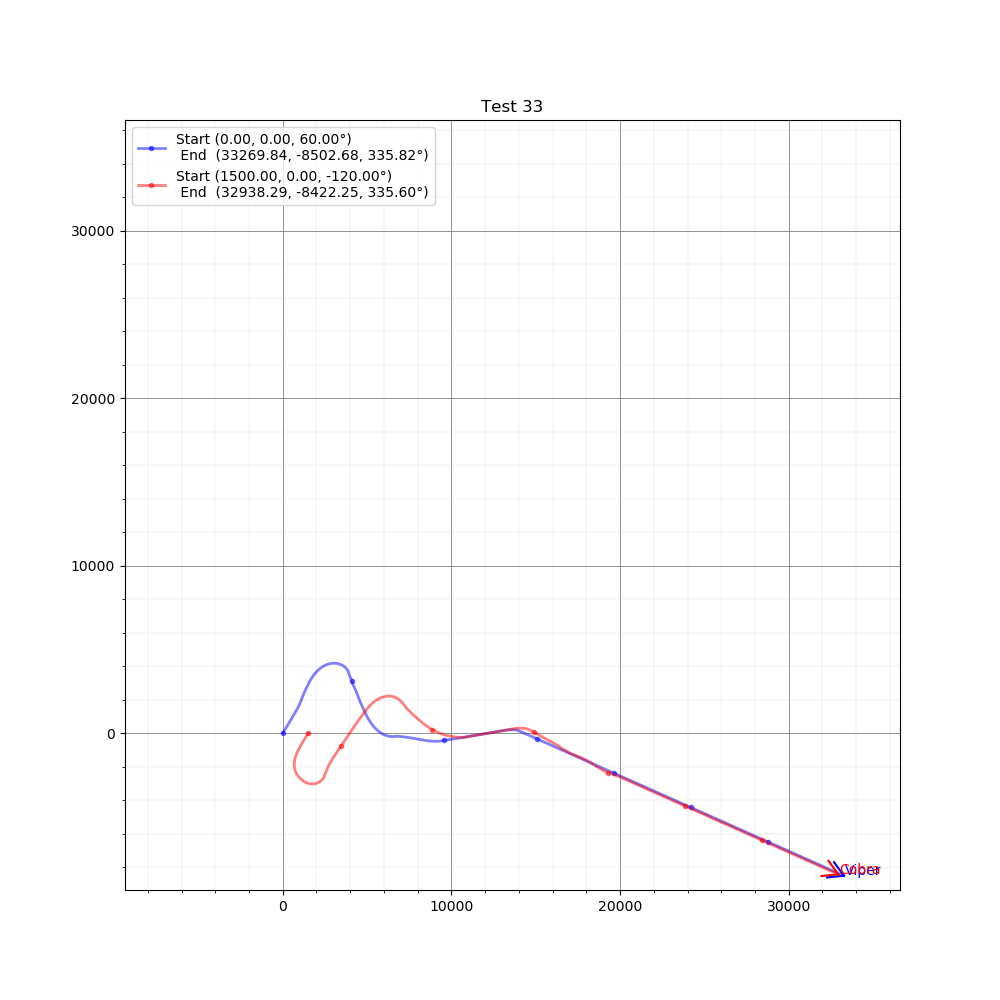 Test 33
Start (0.00, 0.00, 60.00°)
End (33269.84, -8502.68, 335.82°)
Start (1500.00, 0.00, -120.00°)
End (32938.29, -8422.25, 335.60°)
30000
20000
10000
0
Cobra
Viper
0
10000
20000
30000